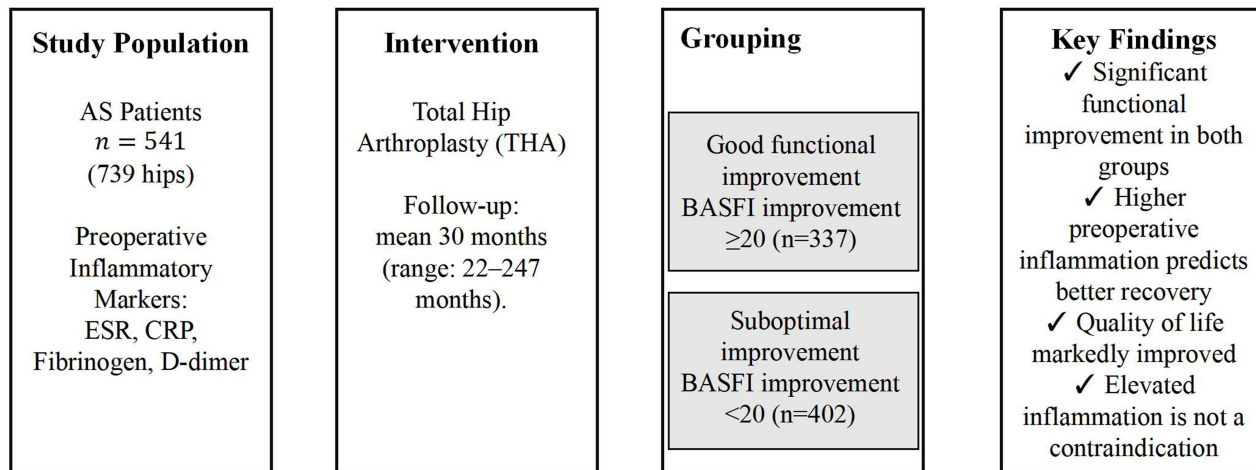 Study Population
AS Patients
n = 541
(739 hips)
Preoperative
Inflammatory
Markers:
ESR, CRP,
Fibrinogen, D-dimer
Intervention
Total Hip
Arthroplasty (THA)
Follow-up:
mean 30 months
(range: 22–247
months).
Grouping
Good functional
improvement
BASFI improvement
≥20 (n=337)
Suboptimal
improvement
BASFI improvement
<20 (n=402)
Key Findings
✓ Significant
functional
improvement in both
groups
✓ Higher
preoperative
inflammation predicts
better recovery
✓ Quality of life
markedly improved
✓ Elevated
inflammation is not a
contraindication